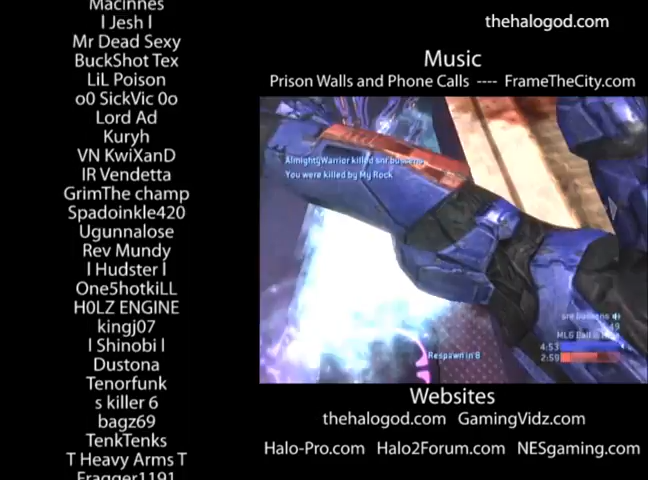 MacInnes
l Jesh l
Mr Dead Sexy
BuckShot Tex
LiL Poison
o0 SickVic 0o
Lord Ad
Kuryh
VN KwiXanD
IR Vendetta
GrimThe champ
Spadoinkle420
Ugunnalose
Rev Mundy
l Hudster l
One5hotkiLL
H0LZ ENGINE
kingj07
l Shinobi l
Dustona
Tenorfunk
s killer 6
bagz69
TenkTenks
T Heavy Arms T
Fragger1191
thehalogod.com
Music
Prison Walls and Phone Calls ---- FrameTheCity.com
AlmightyWarrior killed snr bussens
You were killed by My Rock
snr bussens
MLG Ball
4:53
2:59
Respawn in 8
Websites
thehalogod.com GamingVidz.com
Halo-Pro.com Halo2Forum.com NESgaming.com